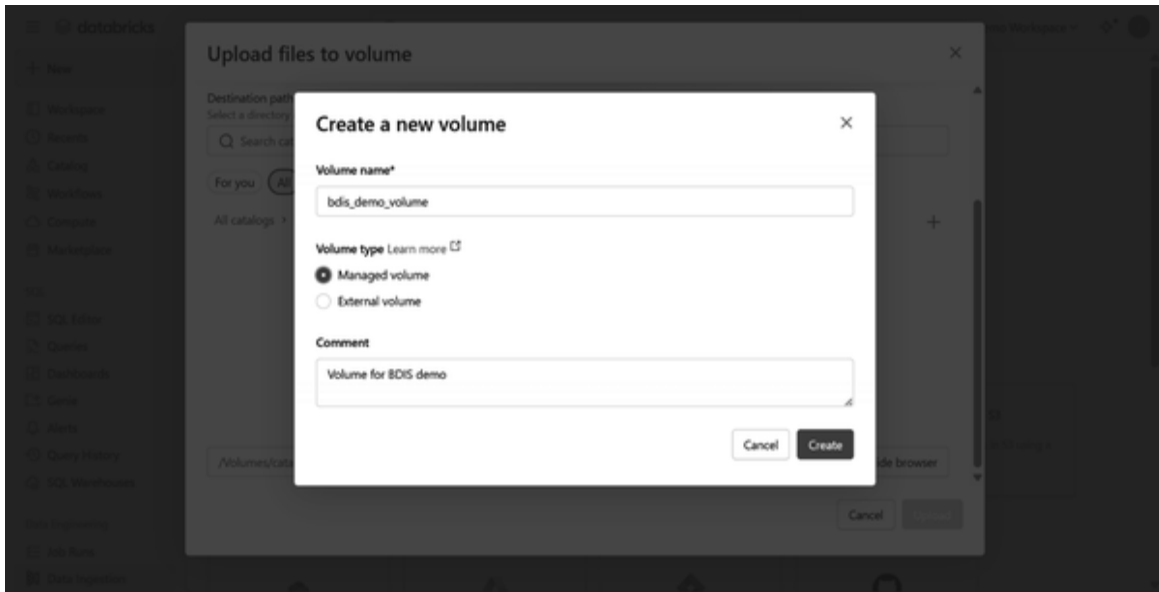 databricks
Upload files to volume
New
Workspace
Recents
Catalog
Workflows
Compute
Marketplace
SQL
SQL Editor
Queries
Dashboards
Genie
Alerts
Query History
SQL Warehouses
Data Engineering
Job Runs
Data Ingestion
Destination path
Select a directory
Search cat
For you
All
All catalogs >
Create a new volume
Volume name*
bdis_demo_volume
Volume type Learn more
Managed volume
External volume
Comment
Volume for BDIS demo
Cancel
Create
/Volumes/cata
de browser
Cancel
Upload